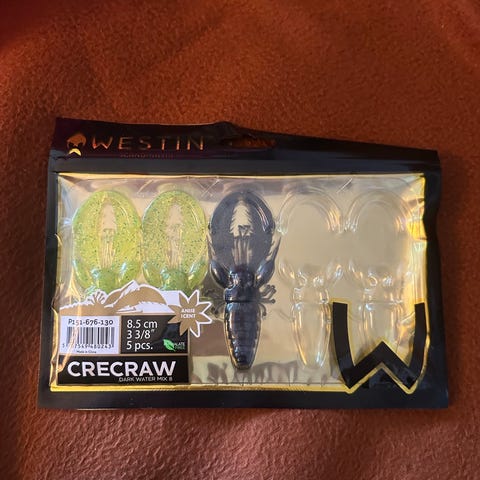 WESTIN
ANISE
SCENT
P151-676-130
8.5 cm
3 3/8"
5 pcs.
Made in China
CRECRAW
DARK WATER MIX 8
W